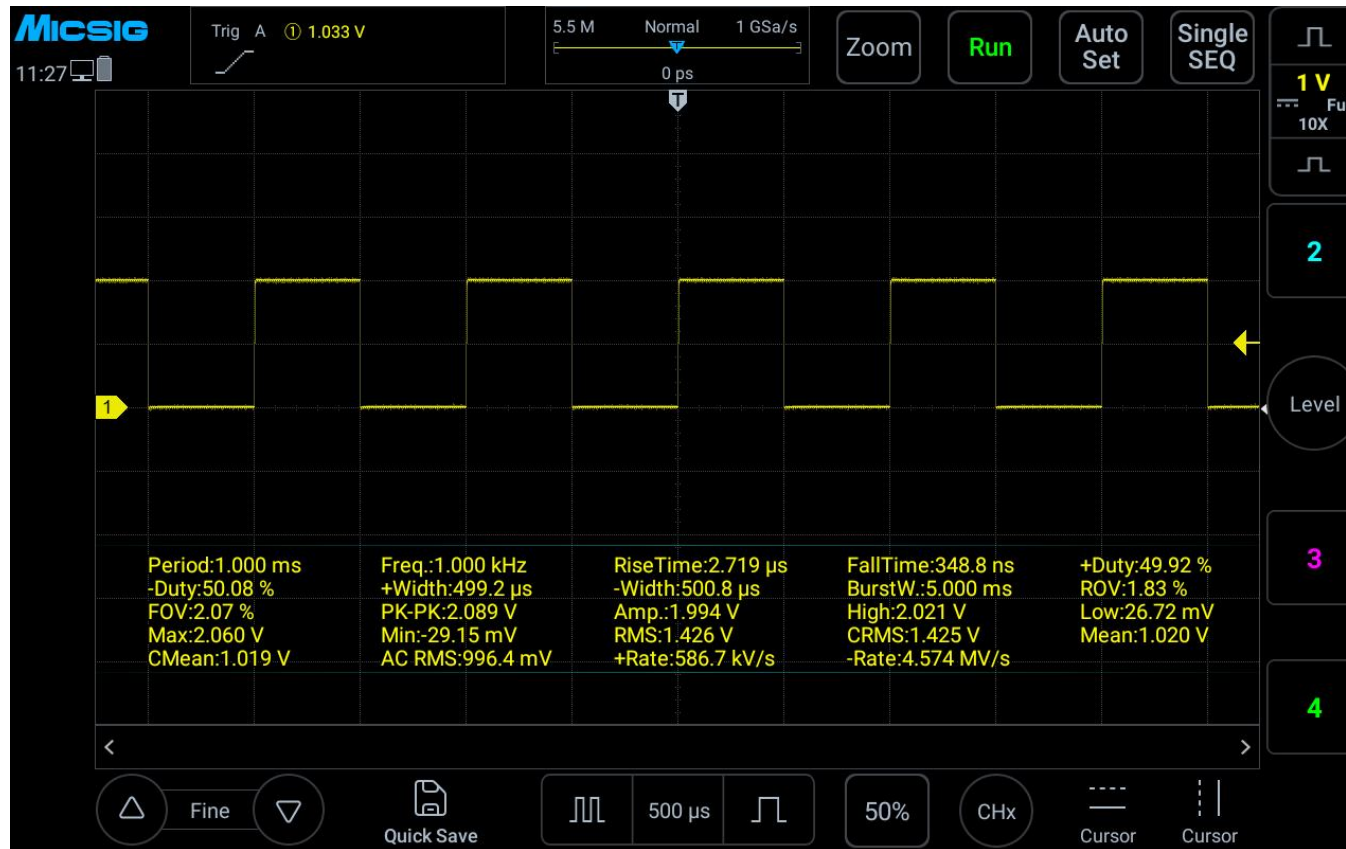 MICSIG
Trig A ① 1.033 V
5.5 M Normal 1 GSa/s
0 ps
Zoom
Run
Auto
Set
Single
SEQ
11:27
T
1 V
Fu
10X
2
1
Level
Period:1.000 ms Freq.:1.000 kHz RiseTime:2.719 µs FallTime:348.8 ns +Duty:49.92 %
-Duty:50.08 % +Width:499.2 µs -Width:500.8 µs BurstW.:5.000 ms ROV:1.83 %
FOV:2.07 % PK-PK:2.089 V Amp.:1.994 V High:2.021 V Low:26.72 mV
Max:2.060 V Min:-29.15 mV RMS:1.426 V CRMS:1.425 V Mean:1.020 V
CMean:1.019 V AC RMS:996.4 mV +Rate:586.7 kV/s -Rate:4.574 MV/s
3
4
Fine
Quick Save
500 µs
50%
CHx
Cursor
Cursor